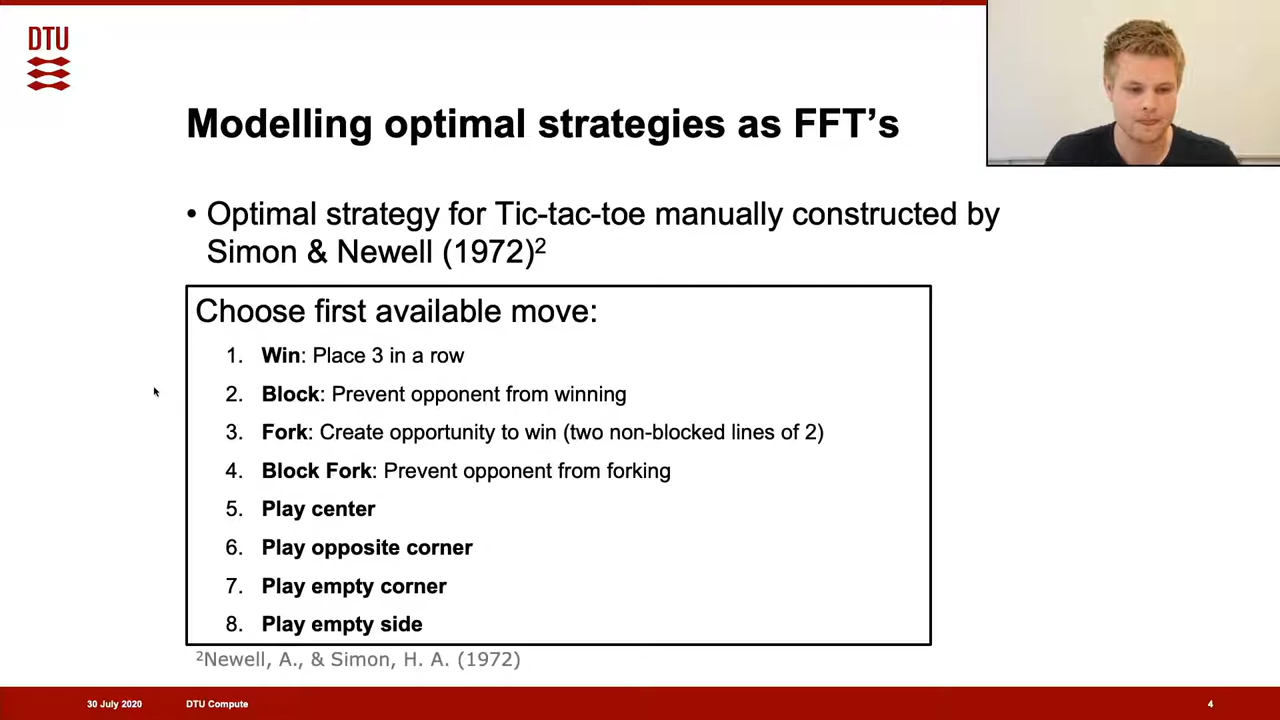 DTU
Modelling optimal strategies as FFT's
• Optimal strategy for Tic-tac-toe manually constructed by
Simon & Newell (1972)²
Choose first available move:
1. Win: Place 3 in a row
2. Block: Prevent opponent from winning
3. Fork: Create opportunity to win (two non-blocked lines of 2)
4. Block Fork: Prevent opponent from forking
5. Play center
6. Play opposite corner
7. Play empty corner
8. Play empty side
²Newell, A., & Simon, H. A. (1972)
30 July 2020 DTU Compute 4